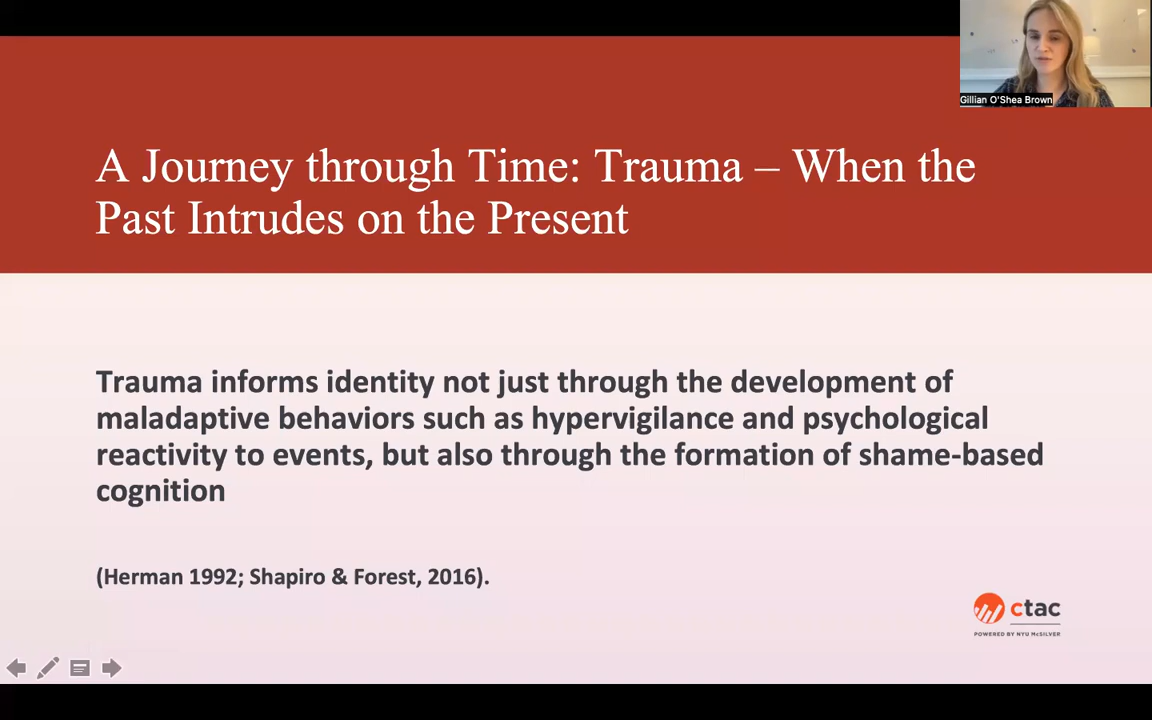 Gillian O'Shea Brown
A Journey through Time: Trauma – When the
Past Intrudes on the Present
Trauma informs identity not just through the development of
maladaptive behaviors such as hypervigilance and psychological
reactivity to events, but also through the formation of shame-based
cognition
(Herman 1992; Shapiro & Forest, 2016).
ctac
POWERED BY NYU McSILVER